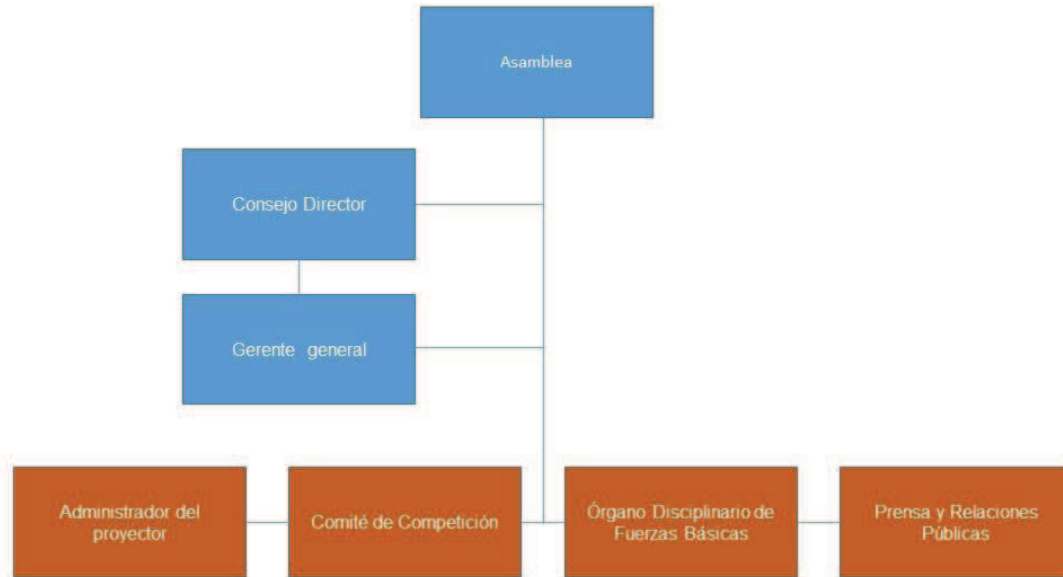 Asamblea
Consejo Director
Gerente general
Administrador del
proyector
Comité de Competición
Órgano Disciplinario de
Fuerzas Básicas
Prensa y Relaciones
Públicas